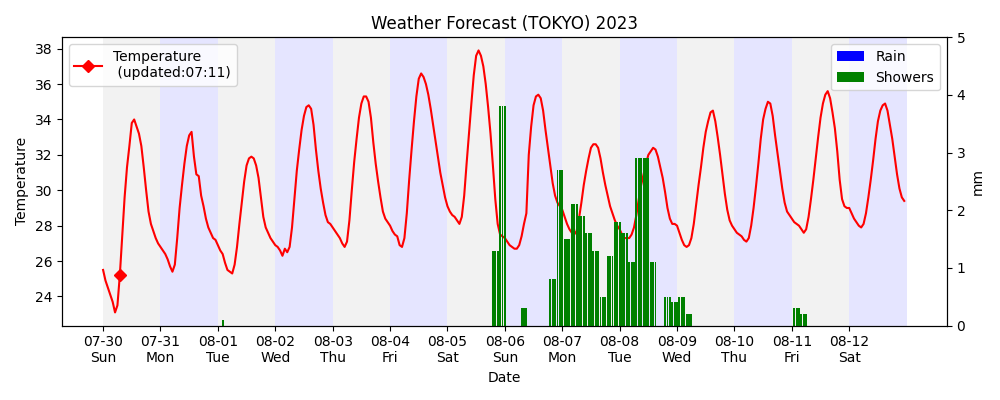 Weather Forecast (TOKYO) 2023
Temperature
(updated:07:11)
Rain
Showers
Temperature
38
36
34
32
30
28
26
24
5
4
3
2
1
0
mm
07-30 07-31 08-01 08-02 08-03 08-04 08-05 08-06 08-07 08-08 08-09 08-10 08-11 08-12
Sun Mon Tue Wed Thu Fri Sat Sun Mon Tue Wed Thu Fri Sat
Date